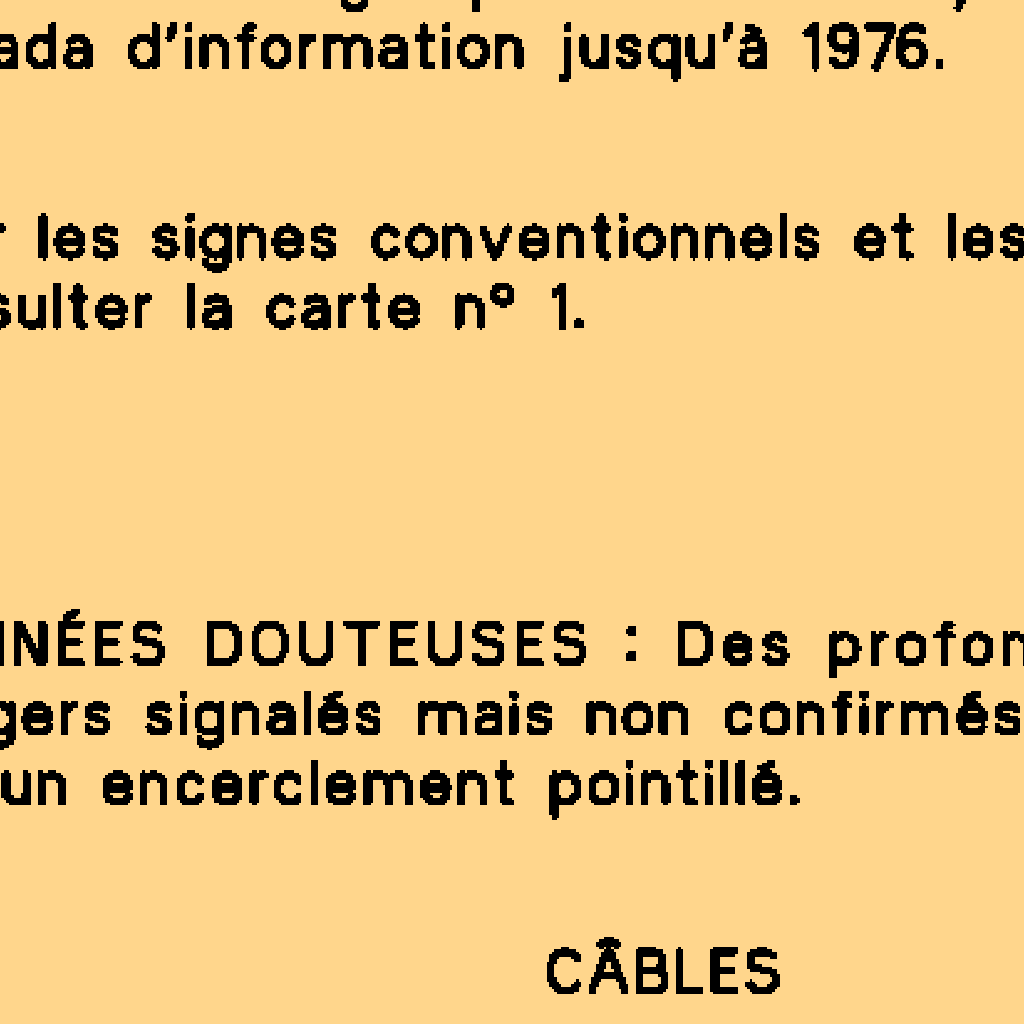 ada d'information jusqu'à 1976.
les signes conventionnels et les
sulter la carte nº 1.
NÉES DOUTEUSES : Des profon
gers signalés mais non confirmés
un encerclement pointillé.
CÂBLES